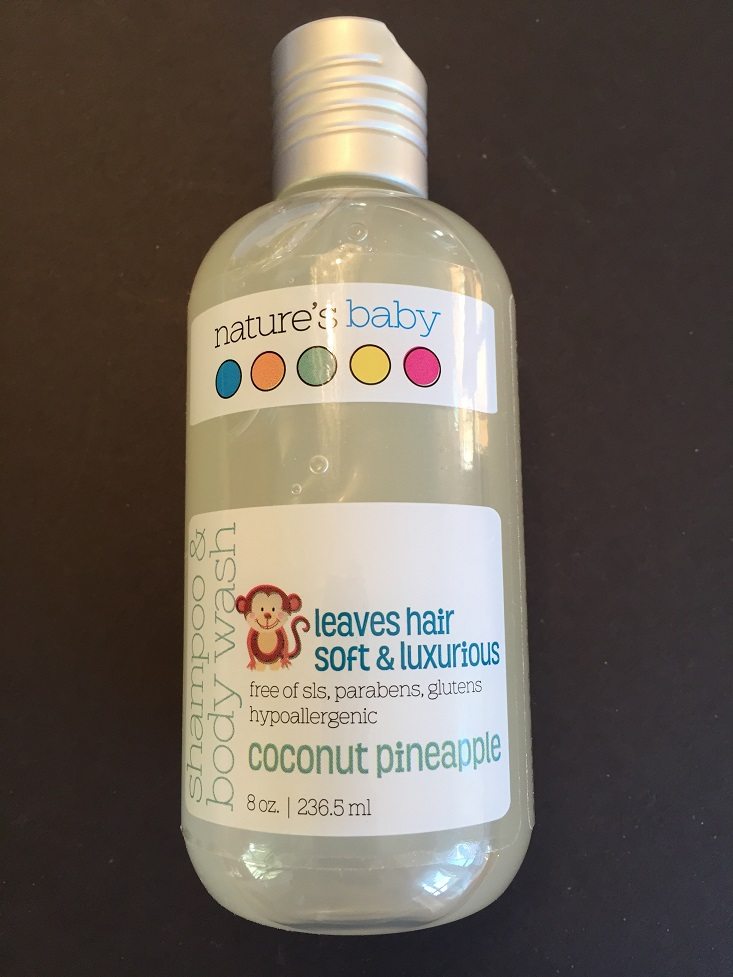 nature's baby
shampoo &
body wash
leaves hair
soft & luxurious
free of sls, parabens, glutens
hypoallergenic
coconut pineapple
8 oz. | 236.5 ml